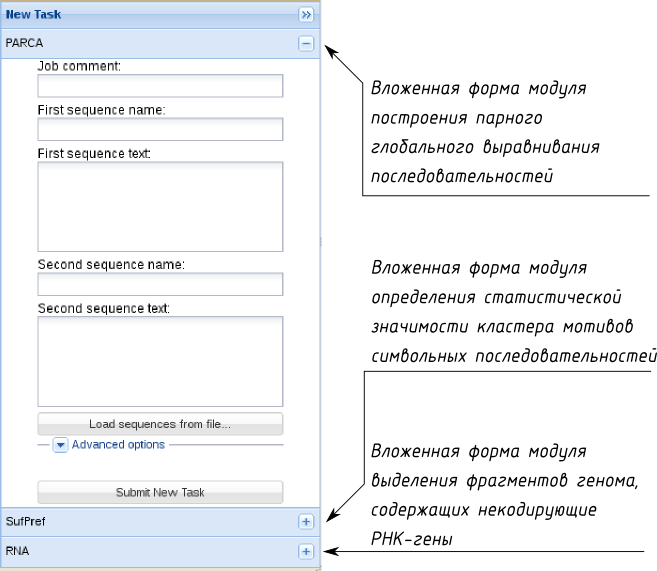 New Task
PARCA
Job comment:
First sequence name:
First sequence text:
Second sequence name:
Second sequence text:
Load sequences from file...
Advanced options
Submit New Task
SufPref
RNA
Вложенная форма модуля
построения парного
глобального выравнивания
последовательностей
Вложенная форма модуля
определения статистической
значимости кластера мотивов
символьных последовательностей
Вложенная форма модуля
выделения фрагментов генома,
содержащих некодирующие
РНК-гены